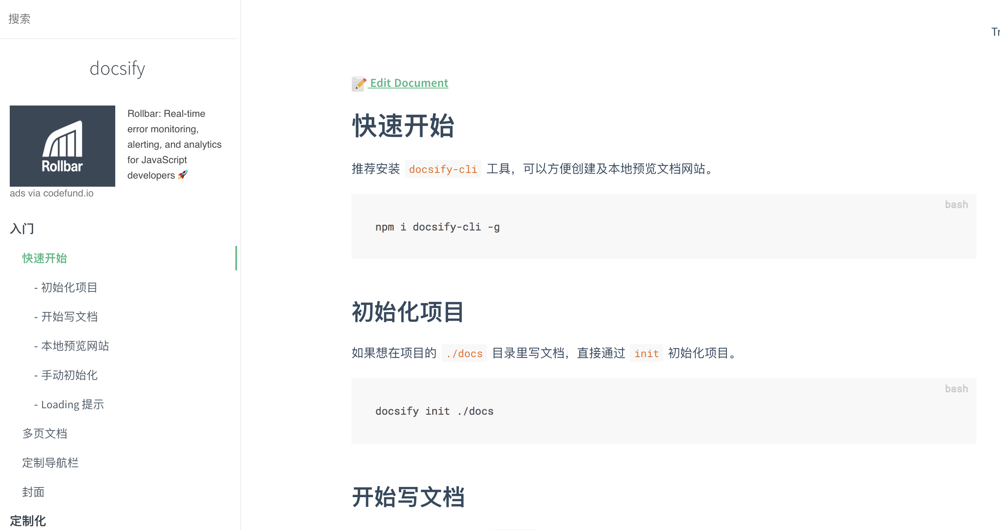 搜索
docsify
Rollbar
Rollbar: Real-time
error monitoring,
alerting, and analytics
for JavaScript
developers 🚀
ads via codefund.io
入门
快速开始
- 初始化项目
- 开始写文档
- 本地预览网站
- 手动初始化
- Loading 提示
多页文档
定制导航栏
封面
定制化
Tr
📝 Edit Document
快速开始
推荐安装 docsify-cli 工具，可以方便创建及本地预览文档网站。
bash
npm i docsify-cli -g
初始化项目
如果想在项目的 ./docs 目录里写文档，直接通过 init 初始化项目。
bash
docsify init ./docs
开始写文档